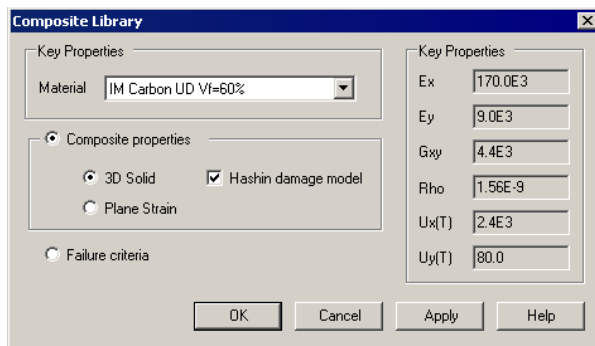 Composite Library
Key Properties
Material IM Carbon UD Vf=60%
Composite properties
3D Solid Hashin damage model
Plane Strain
Failure criteria
Key Properties
Ex 170.0E3
Ey 9.0E3
Gxy 4.4E3
Rho 1.56E-9
Ux(T) 2.4E3
Uy(T) 80.0
OK Cancel Apply Help